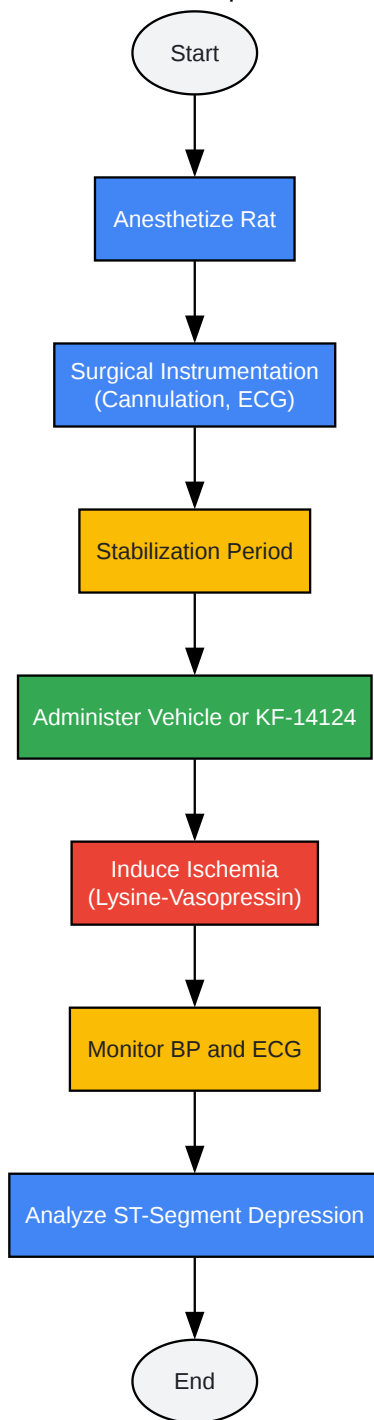 Start
Anesthetize Rat
Surgical Instrumentation
(Cannulation, ECG)
Stabilization Period
Administer Vehicle or KF-14124
Induce Ischemia
(Lysine-Vasopressin)
Monitor BP and ECG
Analyze ST-Segment Depression
End